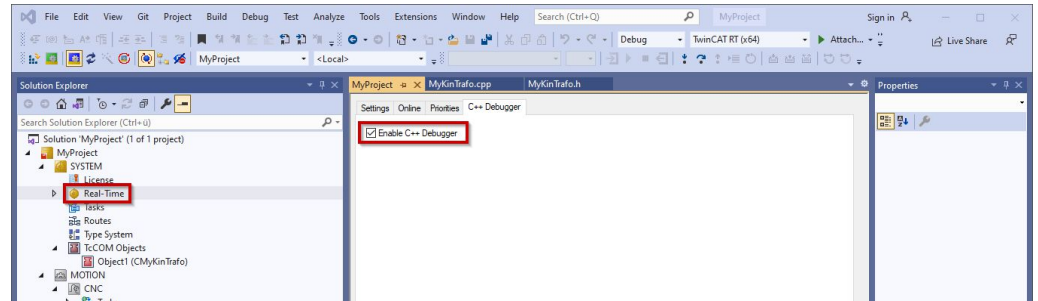 File Edit View Git Project Build Debug Test Analyze Tools Extensions Window Help Search (Ctrl+Q) MyProject Sign in
Debug TwinCAT RT (x64) Attach... Live Share
MyProject <Local>
Solution Explorer
Search Solution Explorer (Ctrl+ü)
Solution 'MyProject' (1 of 1 project)
MyProject
SYSTEM
License
Real-Time
Tasks
Routes
Type System
TcCOM Objects
Object1 (CMyKinTrafo)
MOTION
CNC
MyProject MyKinTrafo.cpp MyKinTrafo.h
Settings Online Priorities C++ Debugger
Enable C++ Debugger
Properties